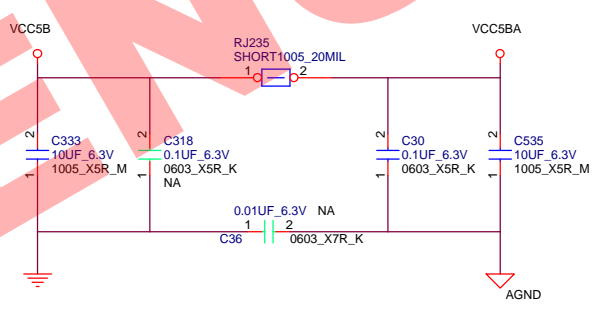 VCC5B
VCC5BA
RJ235
SHORT1005_20MIL
1
2
2
1
C333
10UF_6.3V
1005_X5R_M
2
1
C318
0.1UF_6.3V
0603_X5R_K
NA
2
1
C30
0.1UF_6.3V
0603_X5R_K
2
1
C535
10UF_6.3V
1005_X5R_M
0.01UF_6.3V NA
1 2
C36
0603_X7R_K
AGND